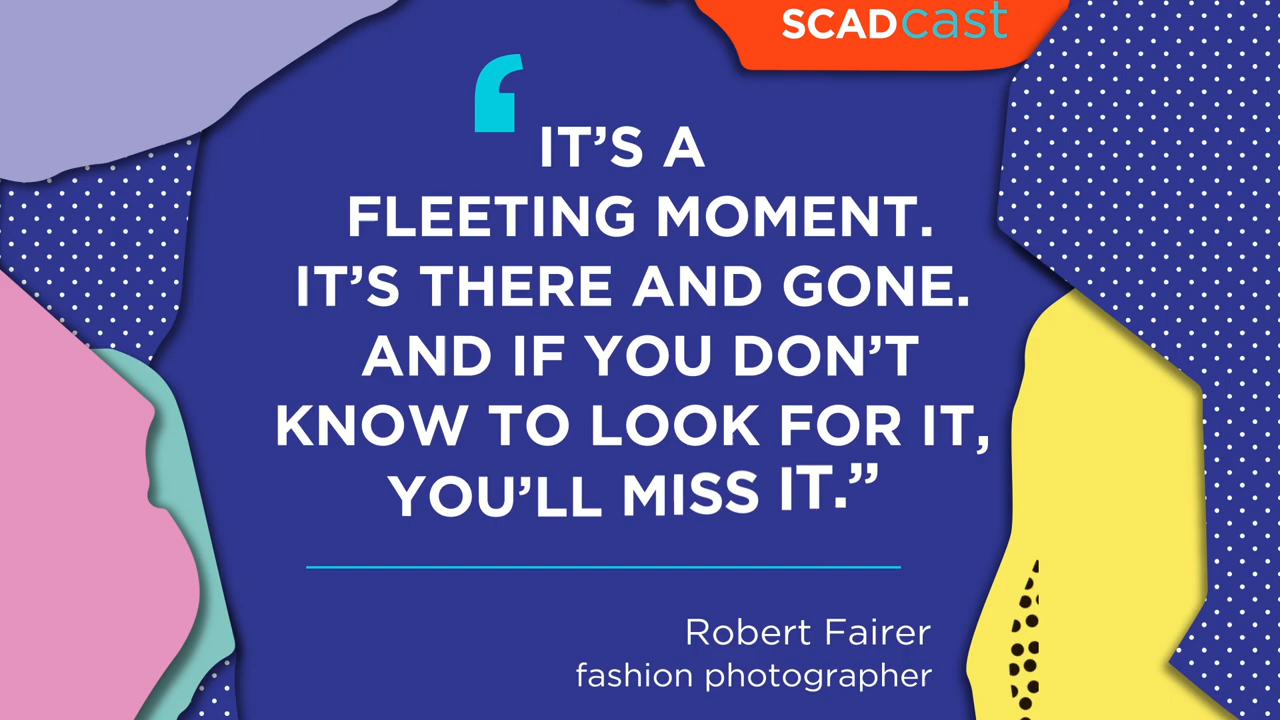 SCADcast
‘ IT’S A
FLEETING MOMENT.
IT’S THERE AND GONE.
AND IF YOU DON’T
KNOW TO LOOK FOR IT,
YOU’LL MISS IT.”
Robert Fairer
fashion photographer